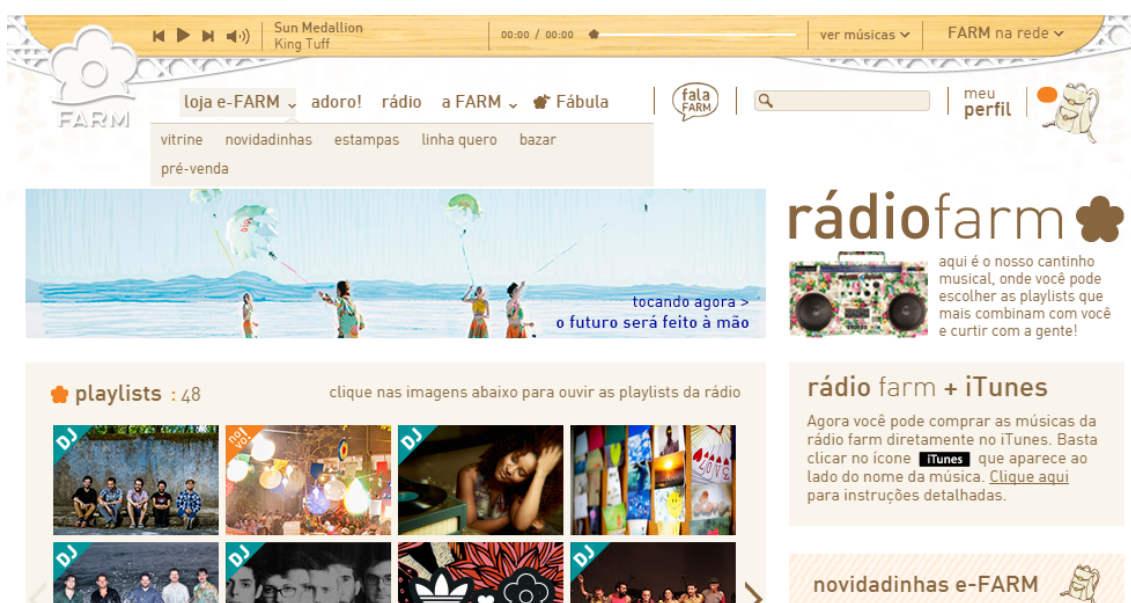 Sun Medallion
King Tuff
00:00 / 00:00
ver músicas
FARM na rede
FARM
loja e-FARM
adoro!
rádio
a FARM
Fábula
fala
FARM
meu
perfil
vitrine
novidadinhas
estampas
linha quero
bazar
pré-venda
tocando agora >
o futuro será feito à mão
rádiofarm
aqui é o nosso cantinho
musical, onde você pode
escolher as playlists que
mais combinam com você
e curtir com a gente!
playlists : 48
clique nas imagens abaixo para ouvir as playlists da rádio
DJ
no
vo!
DJ
LOVE
DJ
DJ
DJ
rádio farm + iTunes
Agora você pode comprar as músicas da
rádio farm diretamente no iTunes. Basta
clicar no ícone iTunes que aparece ao
lado do nome da música. Clique aqui
para instruções detalhadas.
novidadinhas e-FARM